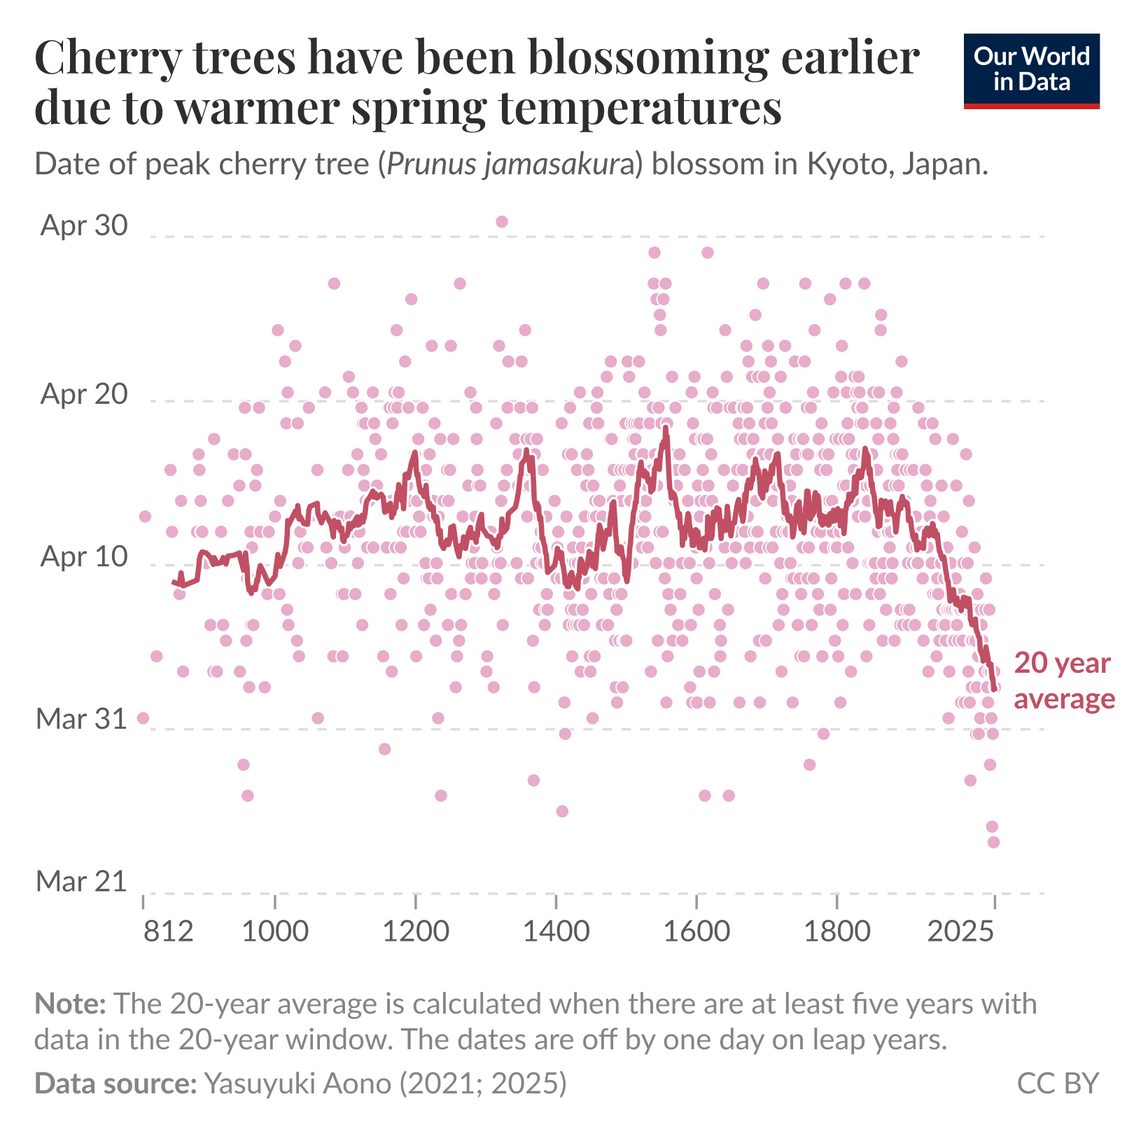 Cherry trees have been blossoming earlier
due to warmer spring temperatures
Our World
in Data
Date of peak cherry tree (Prunus jamasakura) blossom in Kyoto, Japan.
Apr 30
Apr 20
Apr 10
Mar 31
Mar 21
20 year
average
812 1000 1200 1400 1600 1800 2025
Note: The 20-year average is calculated when there are at least five years with
data in the 20-year window. The dates are off by one day on leap years.
Data source: Yasuyuki Aono (2021; 2025)
CC BY